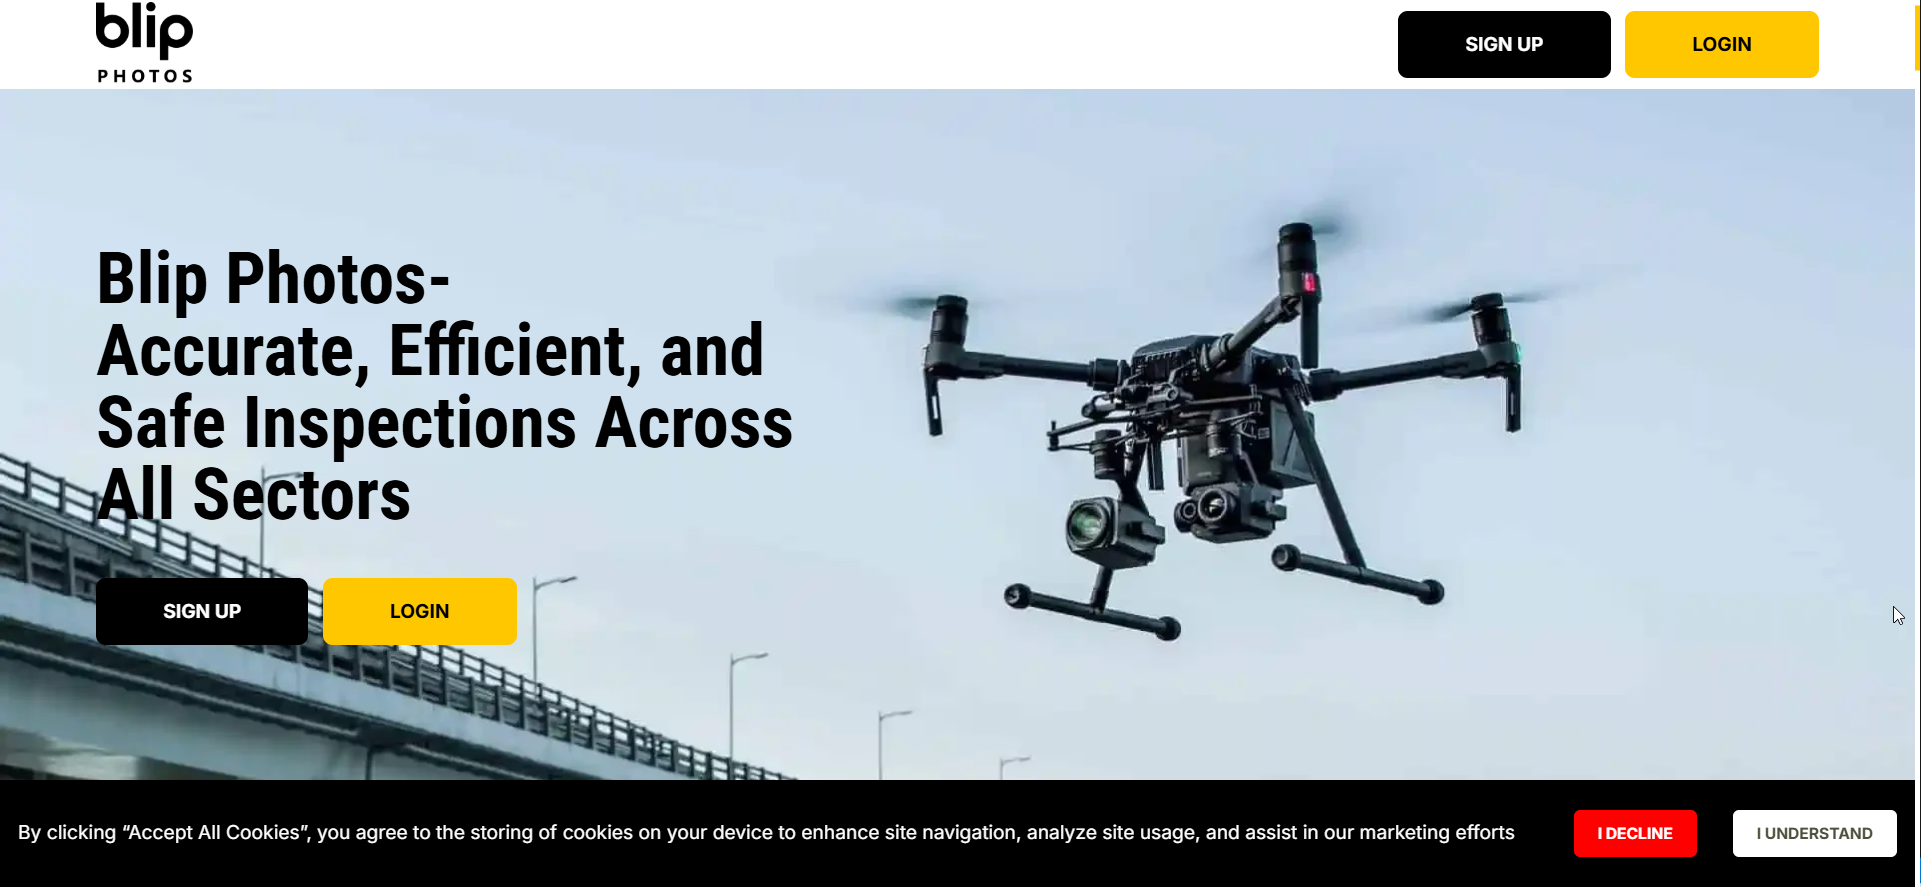 blip
PHOTOS
SIGN UP
LOGIN
Blip Photos-
Accurate, Efficient, and
Safe Inspections Across
All Sectors
SIGN UP
LOGIN
By clicking “Accept All Cookies”, you agree to the storing of cookies on your device to enhance site navigation, analyze site usage, and assist in our marketing efforts
I DECLINE
I UNDERSTAND